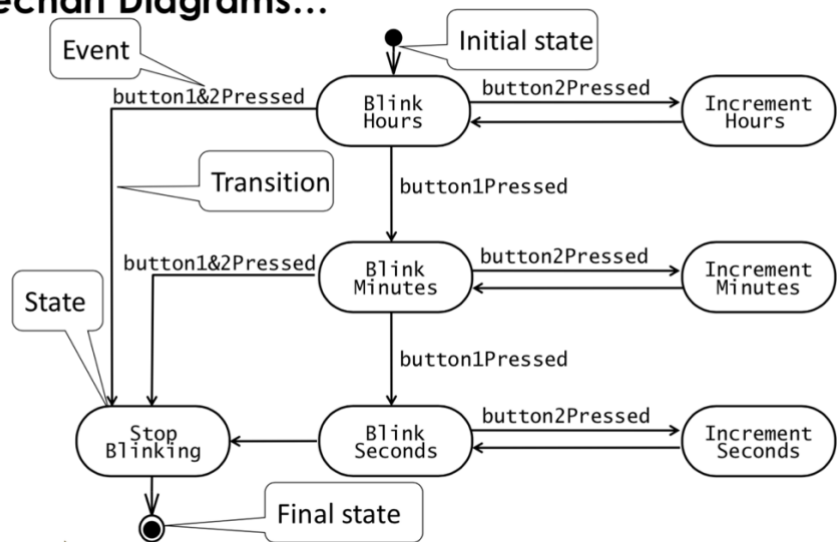 Diagrams...
Event
Initial state
button1&2Pressed
Blink
Hours
button2Pressed
Increment
Hours
Transition
button1Pressed
button1&2Pressed
Blink
Minutes
button2Pressed
Increment
Minutes
State
button1Pressed
Stop
Blinking
Blink
Seconds
button2Pressed
Increment
Seconds
Final state